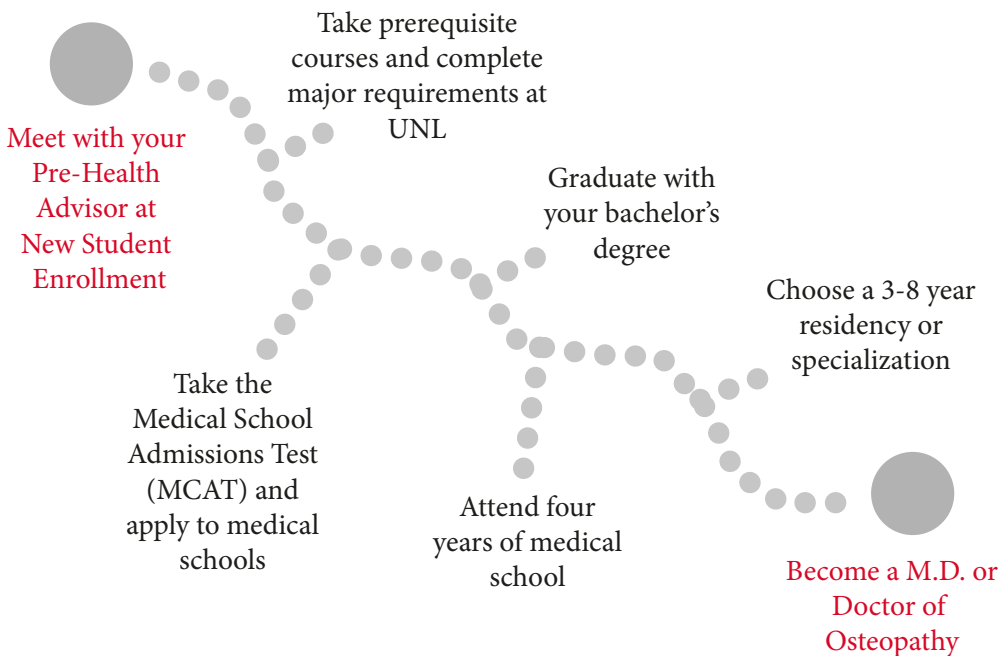 Meet with your
Pre-Health
Advisor at
New Student
Enrollment
Take prerequisite
courses and complete
major requirements at
UNL
Take the
Medical School
Admissions Test
(MCAT) and
apply to medical
schools
Graduate with
your bachelor's
degree
Attend four
years of medical
school
Choose a 3-8 year
residency or
specialization
Become a M.D. or
Doctor of
Osteopathy